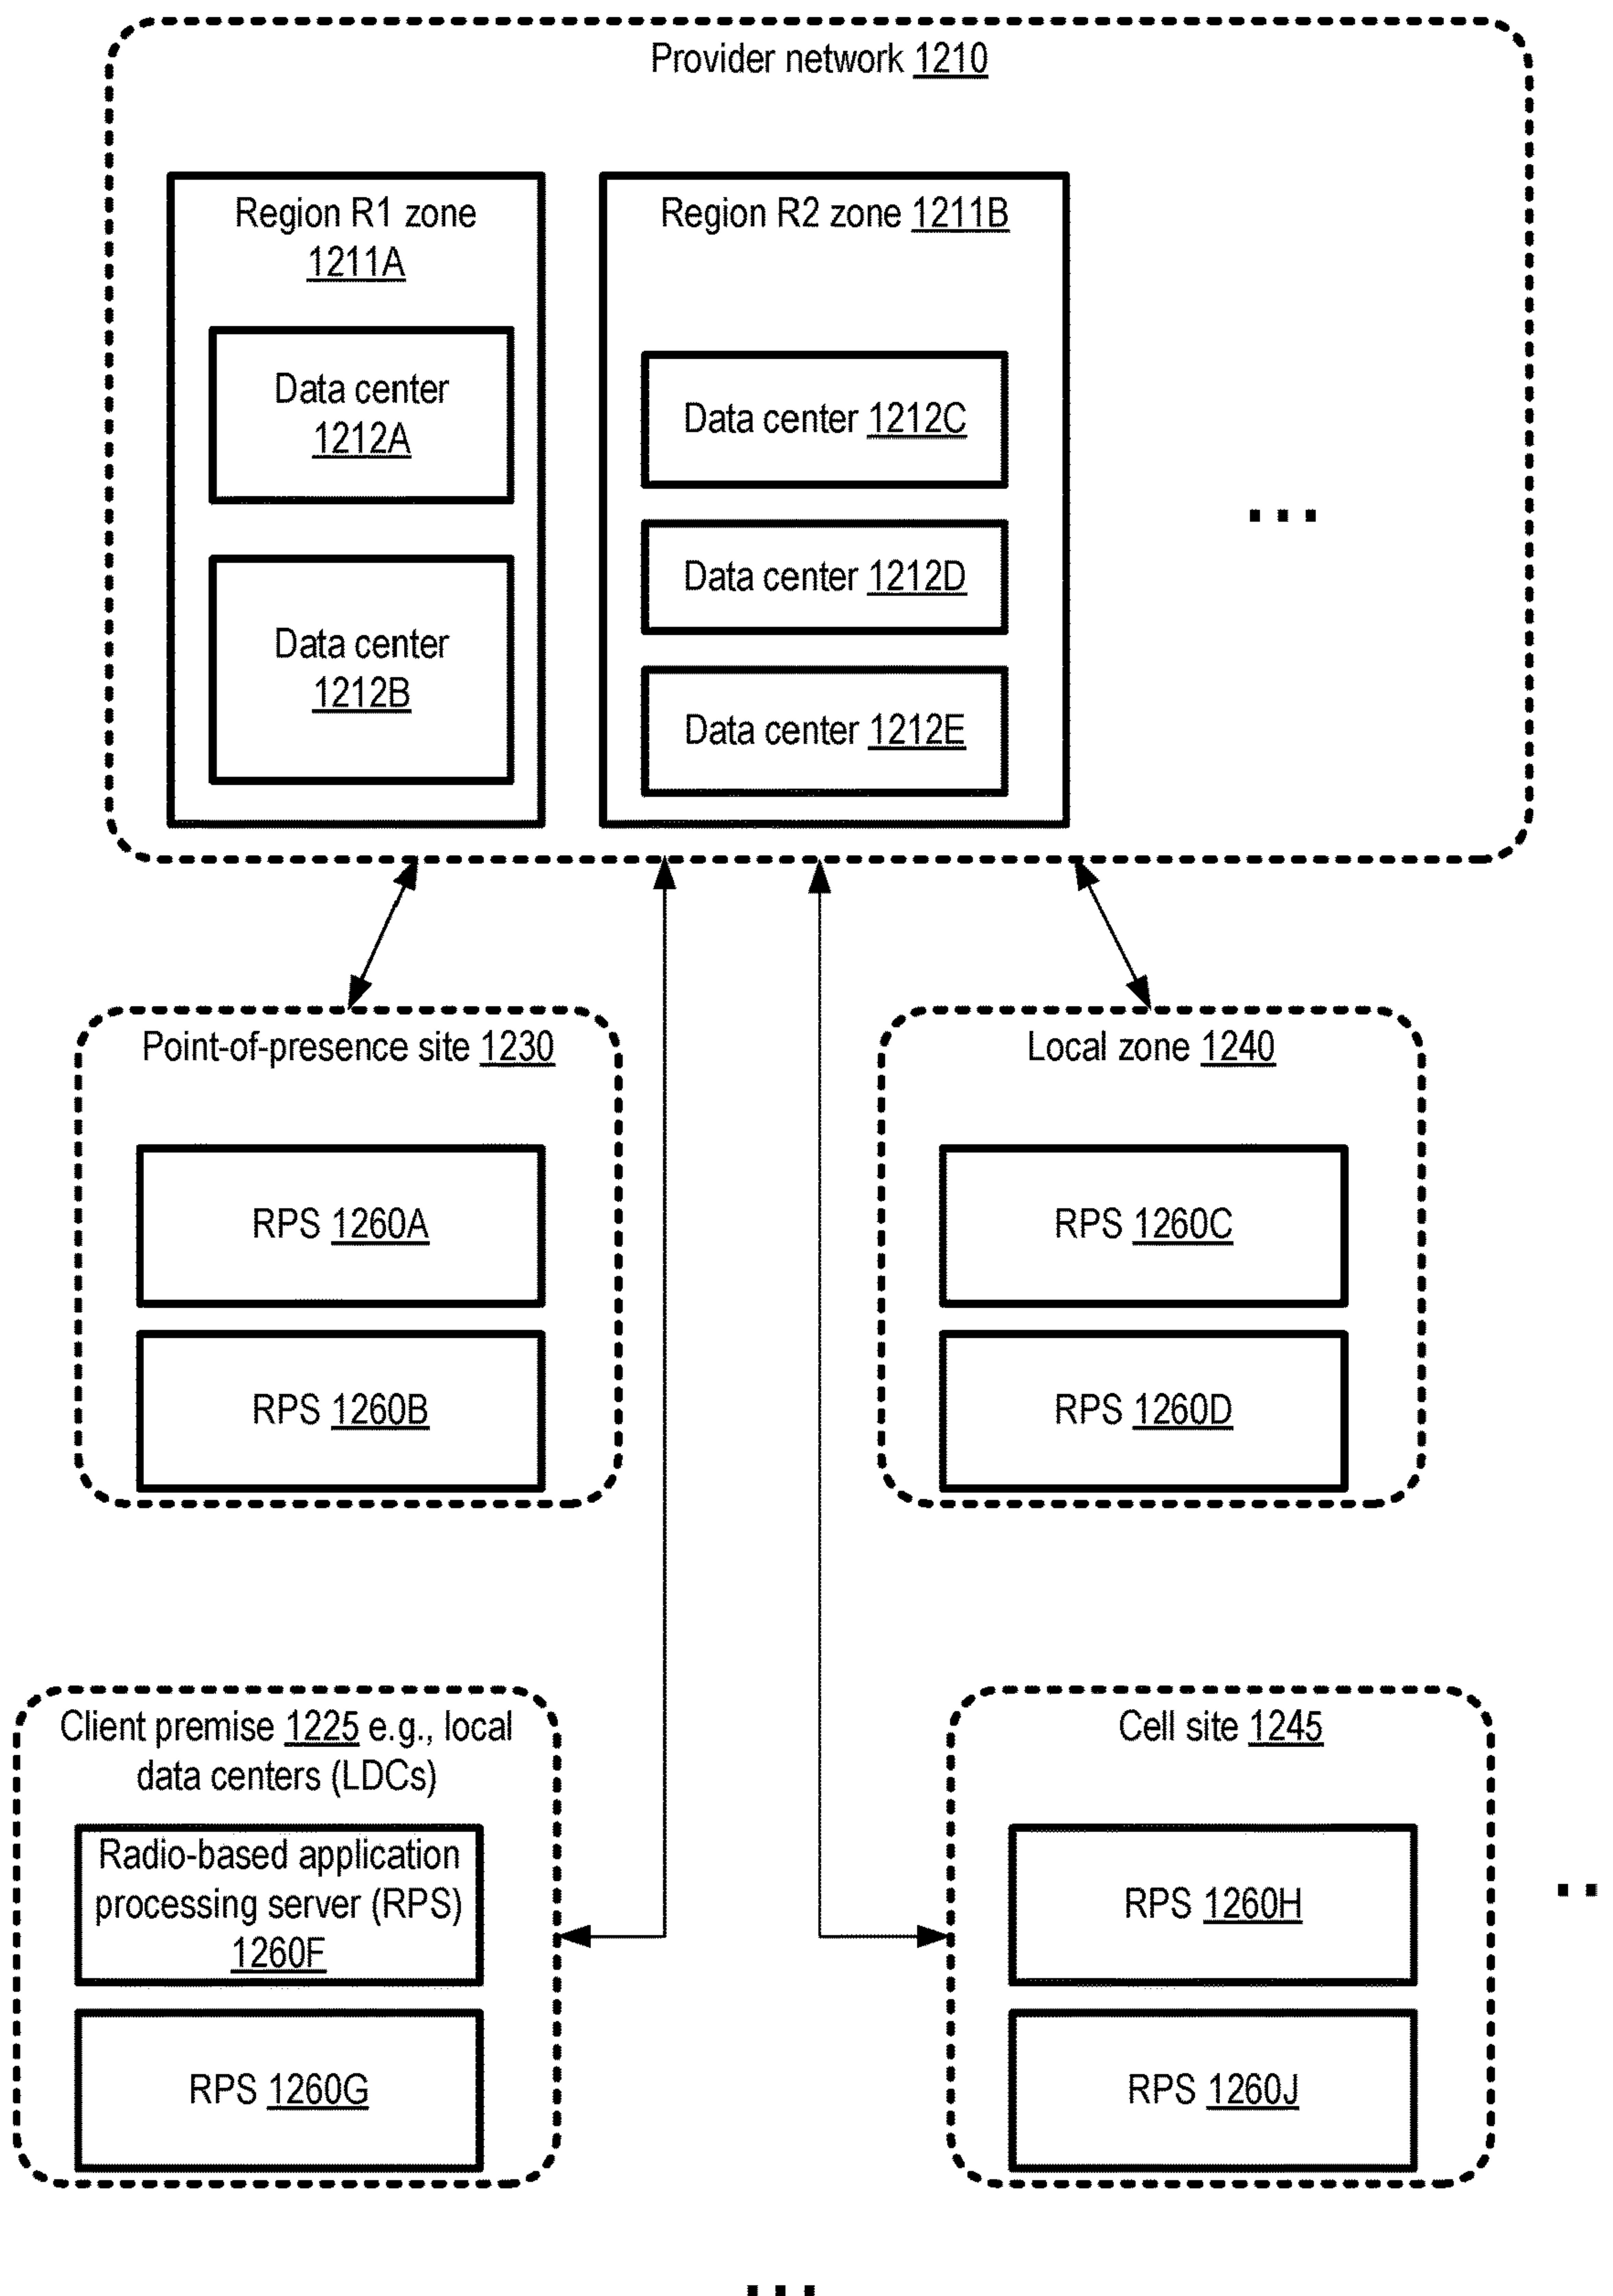 Provider network 1210
Region R1 zone
1211A
Data center
1212A
Data center
1212B
Region R2 zone 1211B
Data center 1212C
Data center 1212D
Data center 1212E
...
Point-of-presence site 1230
RPS 1260A
RPS 1260B
Local zone 1240
RPS 1260C
RPS 1260D
Client premise 1225 e.g., local
data centers (LDCs)
Radio-based application
processing server (RPS)
1260F
RPS 1260G
Cell site 1245
RPS 1260H
RPS 1260J
..
...